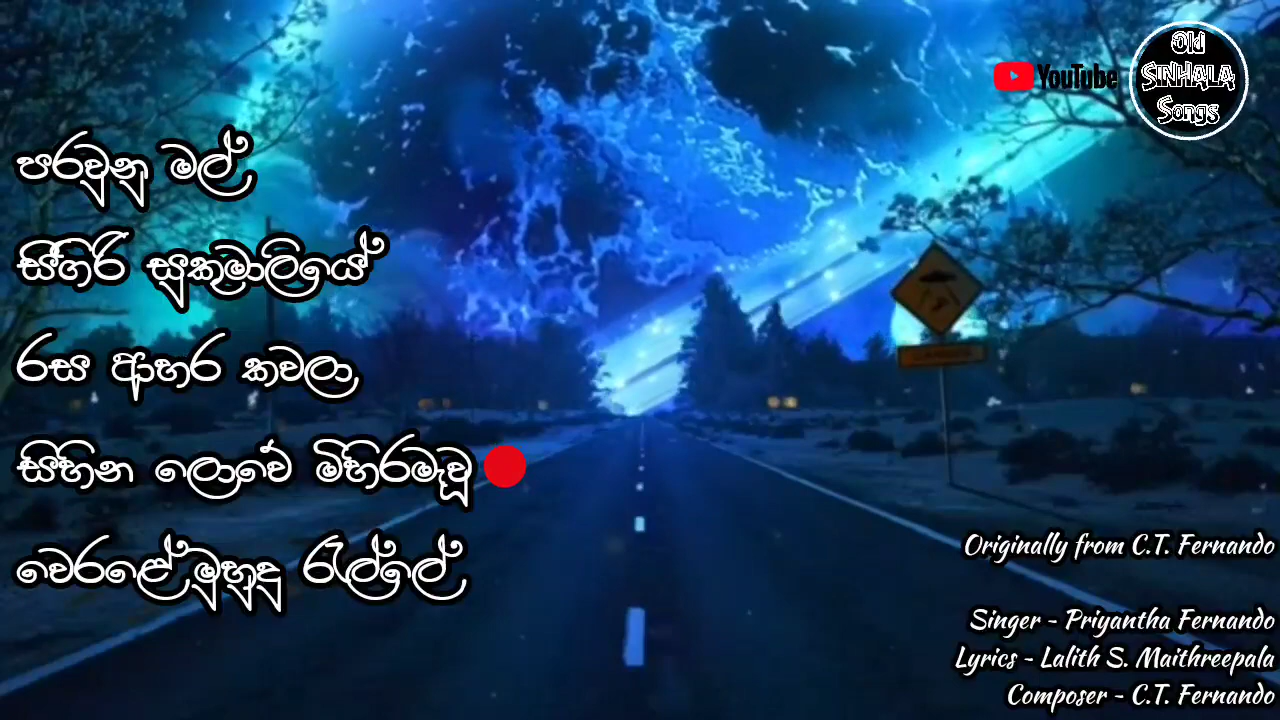 YouTube
Old
SINHALA
Songs
පරවුනු මල්
සීගිරි සුකුමාලියේ
රස ආහර කවලා
සිහින ලොවේ මිහිරමැවූ
වෙරළේ මුහුදු රැල්ලේ
Originally from C.T. Fernando
Singer - Priyantha Fernando
Lyrics - Lalith S. Maithreepala
Composer - C.T. Fernando